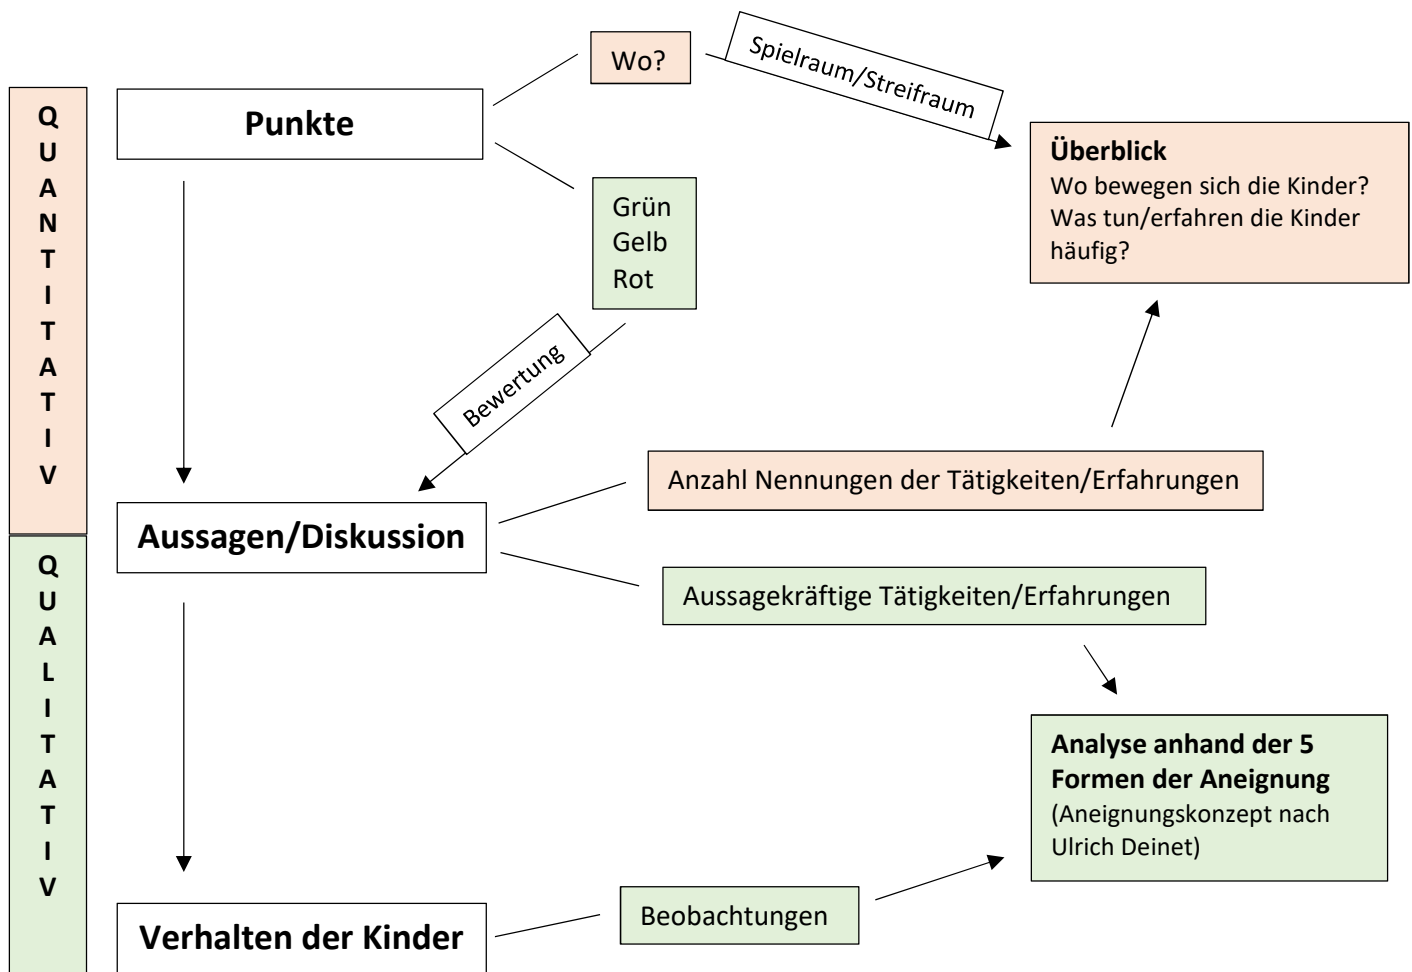 QUANTITATIV
Punkte
Wo?
Spielraum/Streifraum
Überblick
Wo bewegen sich die Kinder?
Was tun/erfahren die Kinder
häufig?
Grün
Gelb
Rot
Bewertung
Anzahl Nennungen der Tätigkeiten/Erfahrungen
Aussagen/Diskussion
QUALITATIV
Aussagekräftige Tätigkeiten/Erfahrungen
Analyse anhand der 5
Formen der Aneignung
(Aneignungskonzept nach
Ulrich Deinet)
Beobachtungen
Verhalten der Kinder